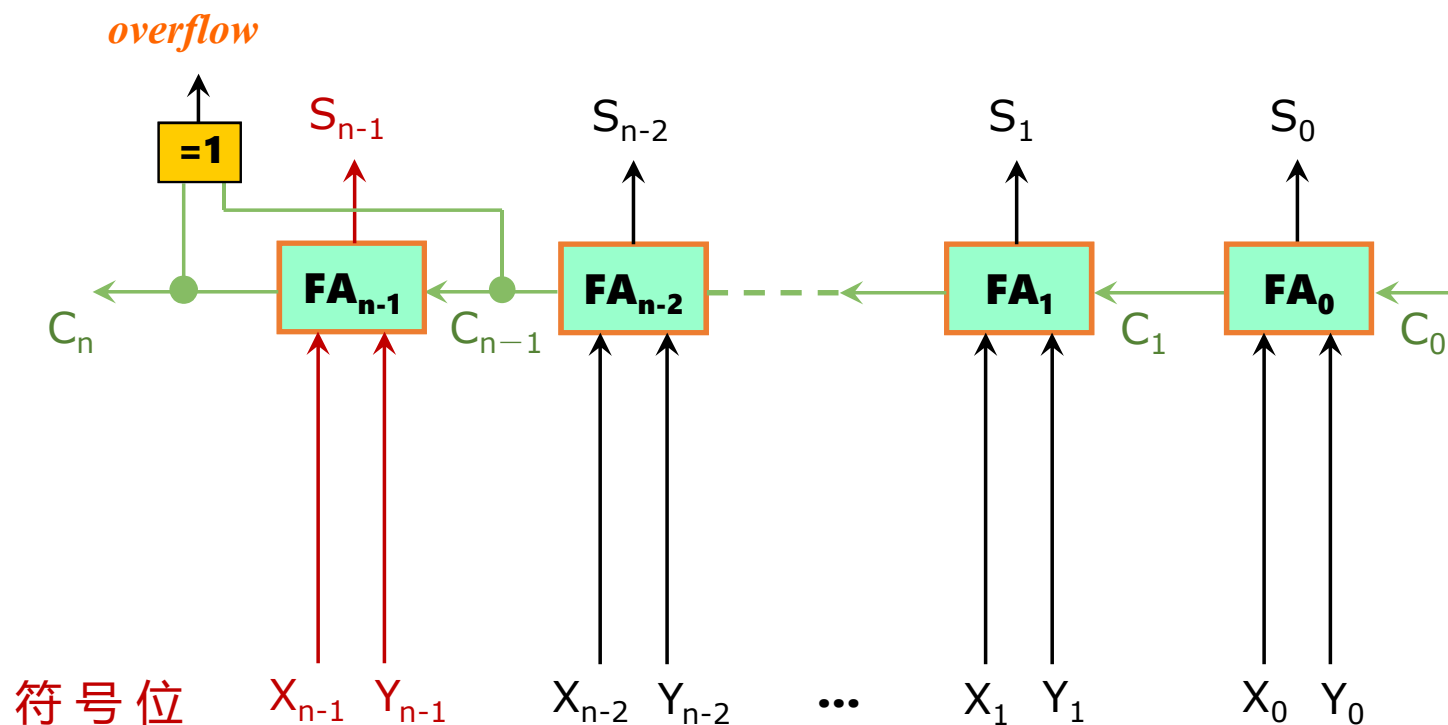 overflow
=1
Sₙ₋₁ Sₙ₋₂ S₁ S₀
FAₙ₋₁ FAₙ₋₂ FA₁ FA₀
Cₙ Cₙ₋₁ C₁ C₀
符号位 Xₙ₋₁ Yₙ₋₁ Xₙ₋₂ Yₙ₋₂ ... X₁ Y₁ X₀ Y₀